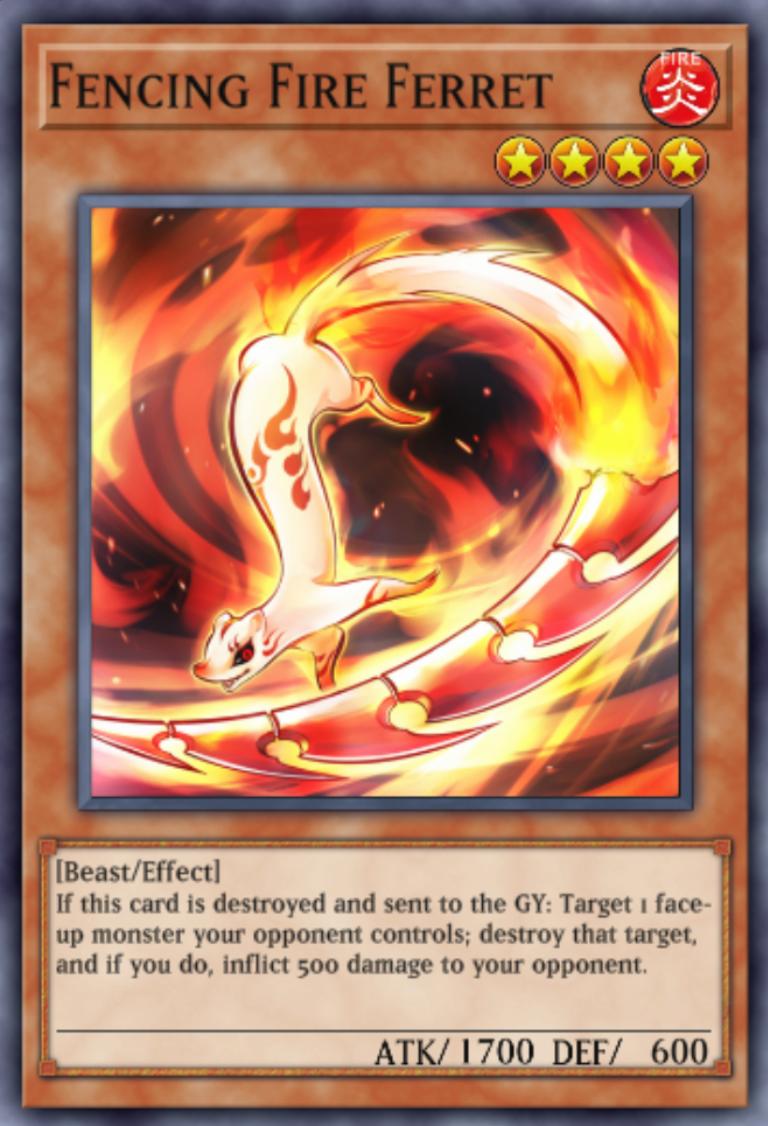 Fencing Fire Ferret
FIRE
炎
[Beast/Effect]
If this card is destroyed and sent to the GY: Target 1 face-
up monster your opponent controls; destroy that target,
and if you do, inflict 500 damage to your opponent.
ATK/ 1700 DEF/ 600